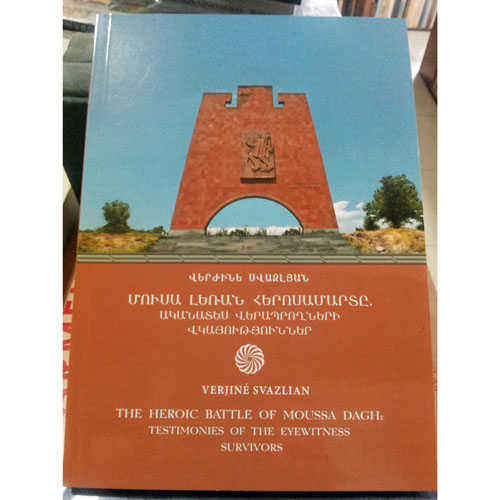 ՎԵՐԺԻՆԵ ՍՎԱԶԼՅԱՆ
ՄՈՒՍԱ ԼԵՌԱՆ ՀԵՐՈՍԱՄԱՐՏԸ.
ԱԿԱՆԱՏԵՍ ՎԵՐԱՊՐՈՂՆԵՐԻ
ՎԿԱՅՈՒԹՅՈՒՆՆԵՐ
VERJINÉ SVAZLIAN
THE HEROIC BATTLE OF MOUSSA DAGH:
TESTIMONIES OF THE EYEWITNESS
SURVIVORS